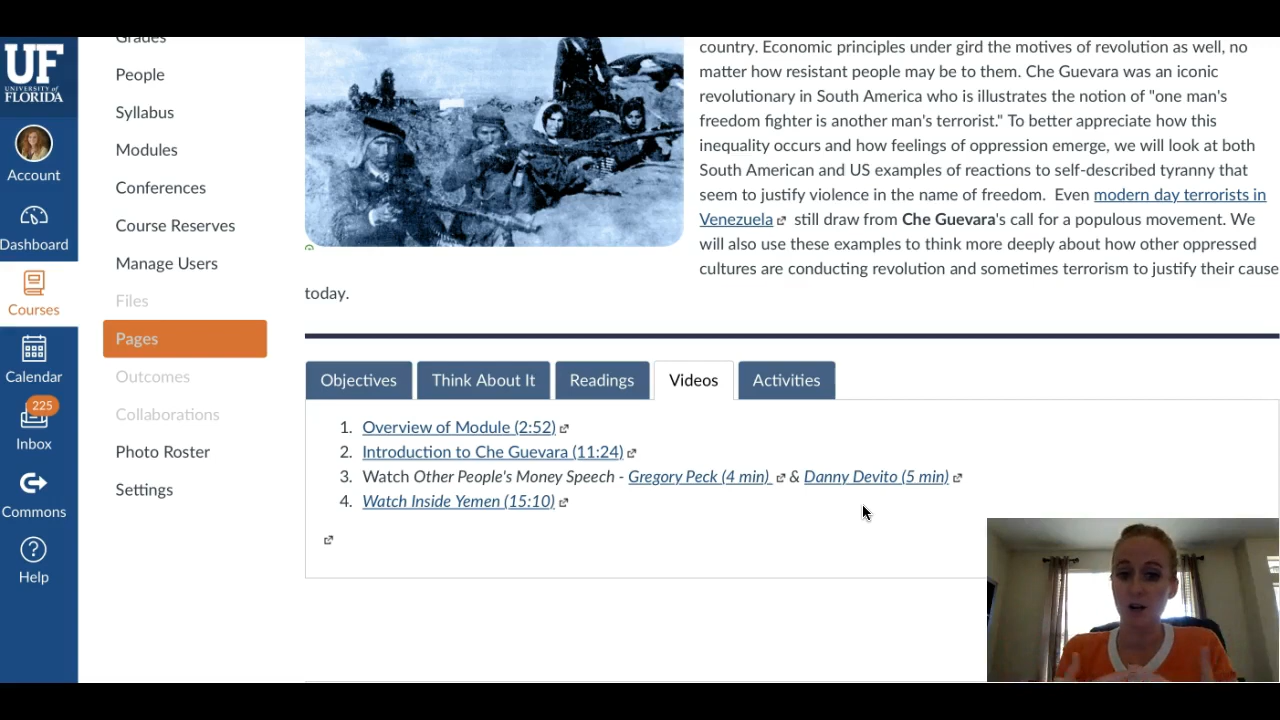 UF
UNIVERSITY of
FLORIDA
Account
Dashboard
Courses
Calendar
225
Inbox
Commons
Help
Grades
People
Syllabus
Modules
Conferences
Course Reserves
Manage Users
Files
Pages
Outcomes
Collaborations
Photo Roster
Settings
country. Economic principles under gird the motives of revolution as well, no
matter how resistant people may be to them. Che Guevara was an iconic
revolutionary in South America who is illustrates the notion of "one man's
freedom fighter is another man's terrorist." To better appreciate how this
inequality occurs and how feelings of oppression emerge, we will look at both
South American and US examples of reactions to self-described tyranny that
seem to justify violence in the name of freedom. Even modern day terrorists in
Venezuela still draw from Che Guevara's call for a populous movement. We
will also use these examples to think more deeply about how other oppressed
cultures are conducting revolution and sometimes terrorism to justify their cause
today.
Objectives Think About It Readings Videos Activities
1. Overview of Module (2:52)
2. Introduction to Che Guevara (11:24)
3. Watch Other People's Money Speech - Gregory Peck (4 min) & Danny Devito (5 min)
4. Watch Inside Yemen (15:10)